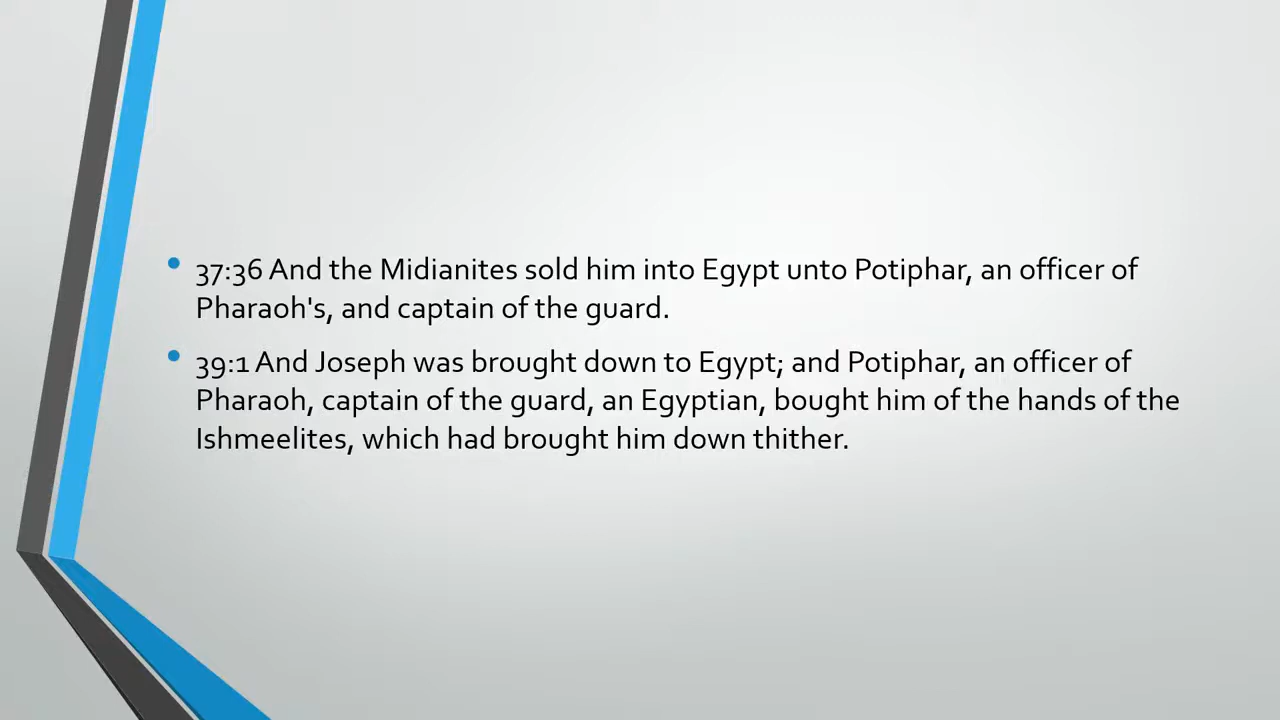 • 37:36 And the Midianites sold him into Egypt unto Potiphar, an officer of
Pharaoh's, and captain of the guard.
• 39:1 And Joseph was brought down to Egypt; and Potiphar, an officer of
Pharaoh, captain of the guard, an Egyptian, bought him of the hands of the
Ishmeelites, which had brought him down thither.